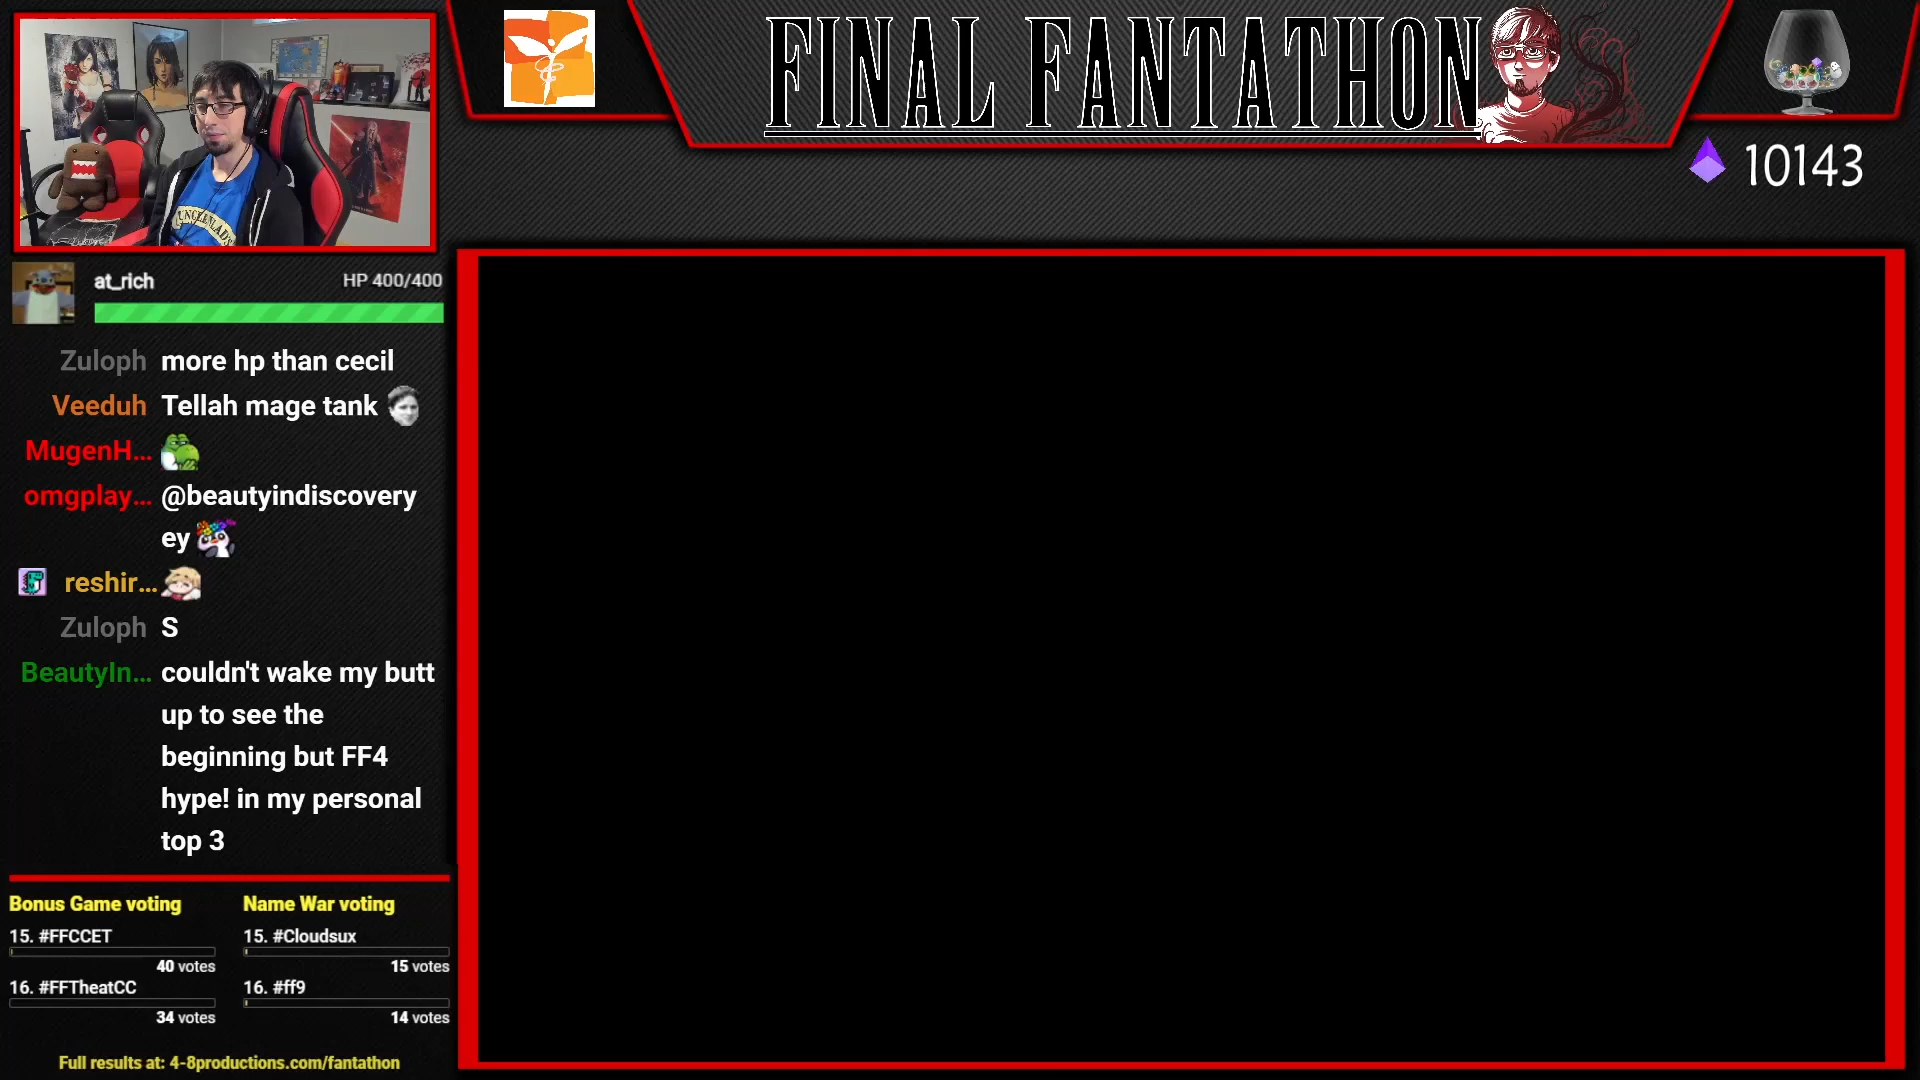 FINAL FANTATHON
10143
UNCLE VLAD'S
at_rich HP 400/400
Zuloph more hp than cecil
Veeduh Tellah mage tank
MugenH...
omgplay... @beautyindiscovery
ey
reshir...
Zuloph S
BeautyIn... couldn't wake my butt
up to see the
beginning but FF4
hype! in my personal
top 3
Bonus Game voting
15. #FFCCET
40 votes
16. #FFTheatCC
34 votes
Name War voting
15. #Cloudsux
15 votes
16. #ff9
14 votes
Full results at: 4-8productions.com/fantathon